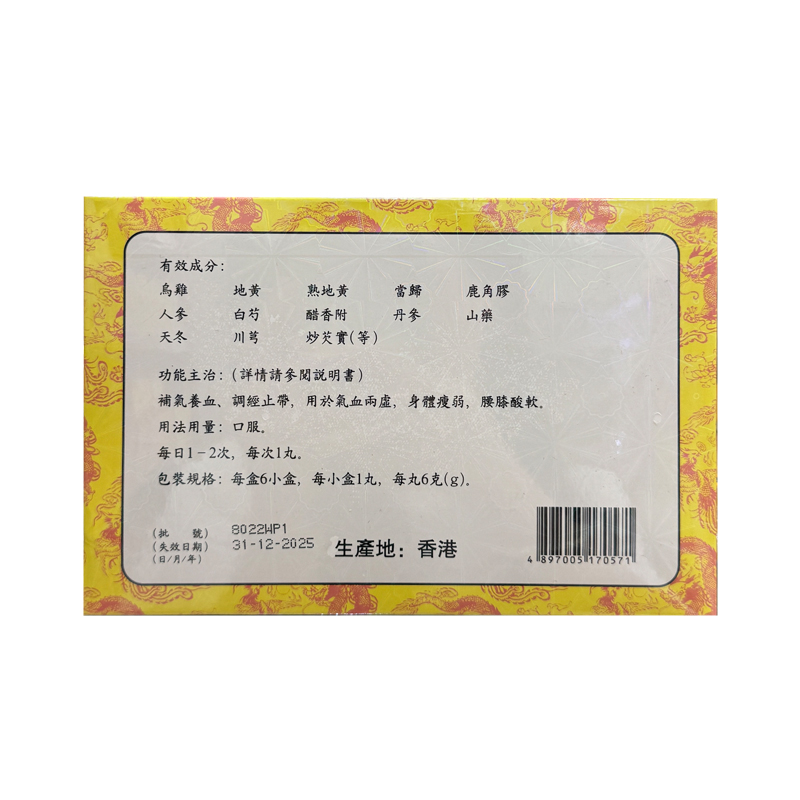 有效成分：
烏雞 地黃 熟地黃 當歸 鹿角膠
人參 白芍 醋香附 丹參 山藥
天冬 川芎 炒芡實(等)
功能主治：(詳情請參閱說明書)
補氣養血、調經止帶，用於氣血兩虛，身體瘦弱，腰膝酸軟。
用法用量：口服。
每日1-2次，每次1丸。
包裝規格：每盒6小盒，每小盒1丸，每丸6克(g)。
(批 號) 8022WP1
(失效日期) 31-12-2025
(日/月/年)
生產地：香港
4 897005 170571